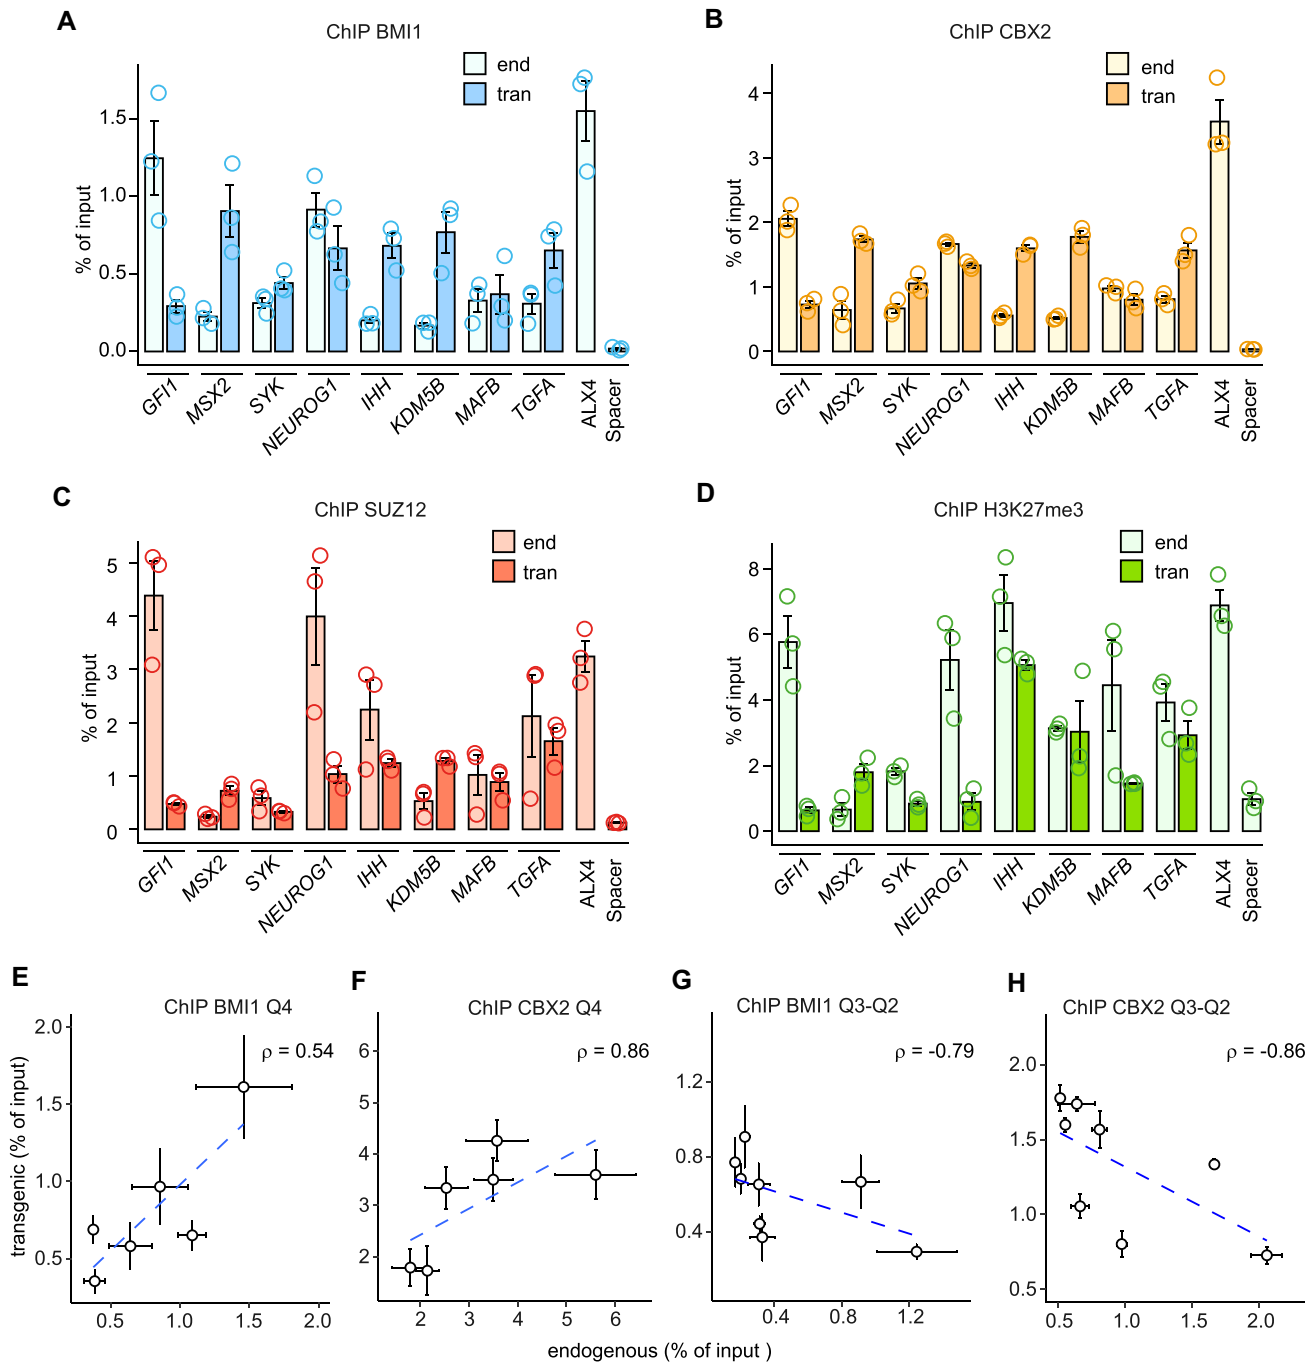 A
ChIP BMI1
end
tran
% of input
1.5
1.0
0.5
0.0
GFI1
MSX2
SYK
NEUROG1
IHH
KDM5B
MAFB
TGFA
ALX4
Spacer
B
ChIP CBX2
end
tran
% of input
4
3
2
1
0
GFI1
MSX2
SYK
NEUROG1
IHH
KDM5B
MAFB
TGFA
ALX4
Spacer
C
ChIP SUZ12
end
tran
% of input
5
4
3
2
1
0
GFI1
MSX2
SYK
NEUROG1
IHH
KDM5B
MAFB
TGFA
ALX4
Spacer
D
ChIP H3K27me3
end
tran
% of input
8
6
4
2
0
GFI1
MSX2
SYK
NEUROG1
IHH
KDM5B
MAFB
TGFA
ALX4
Spacer
E
ChIP BMI1 Q4
ρ = 0.54
transgenic (% of input)
2.0
1.5
1.0
0.5
0.5 1.0 1.5 2.0
F
ChIP CBX2 Q4
ρ = 0.86
6
5
4
3
2
2 3 4 5 6
G
ChIP BMI1 Q3-Q2
ρ = -0.79
1.2
0.8
0.4
0.4 0.8 1.2
H
ChIP CBX2 Q3-Q2
ρ = -0.86
2.0
1.5
1.0
0.5
0.5 1.0 1.5 2.0
endogenous (% of input )